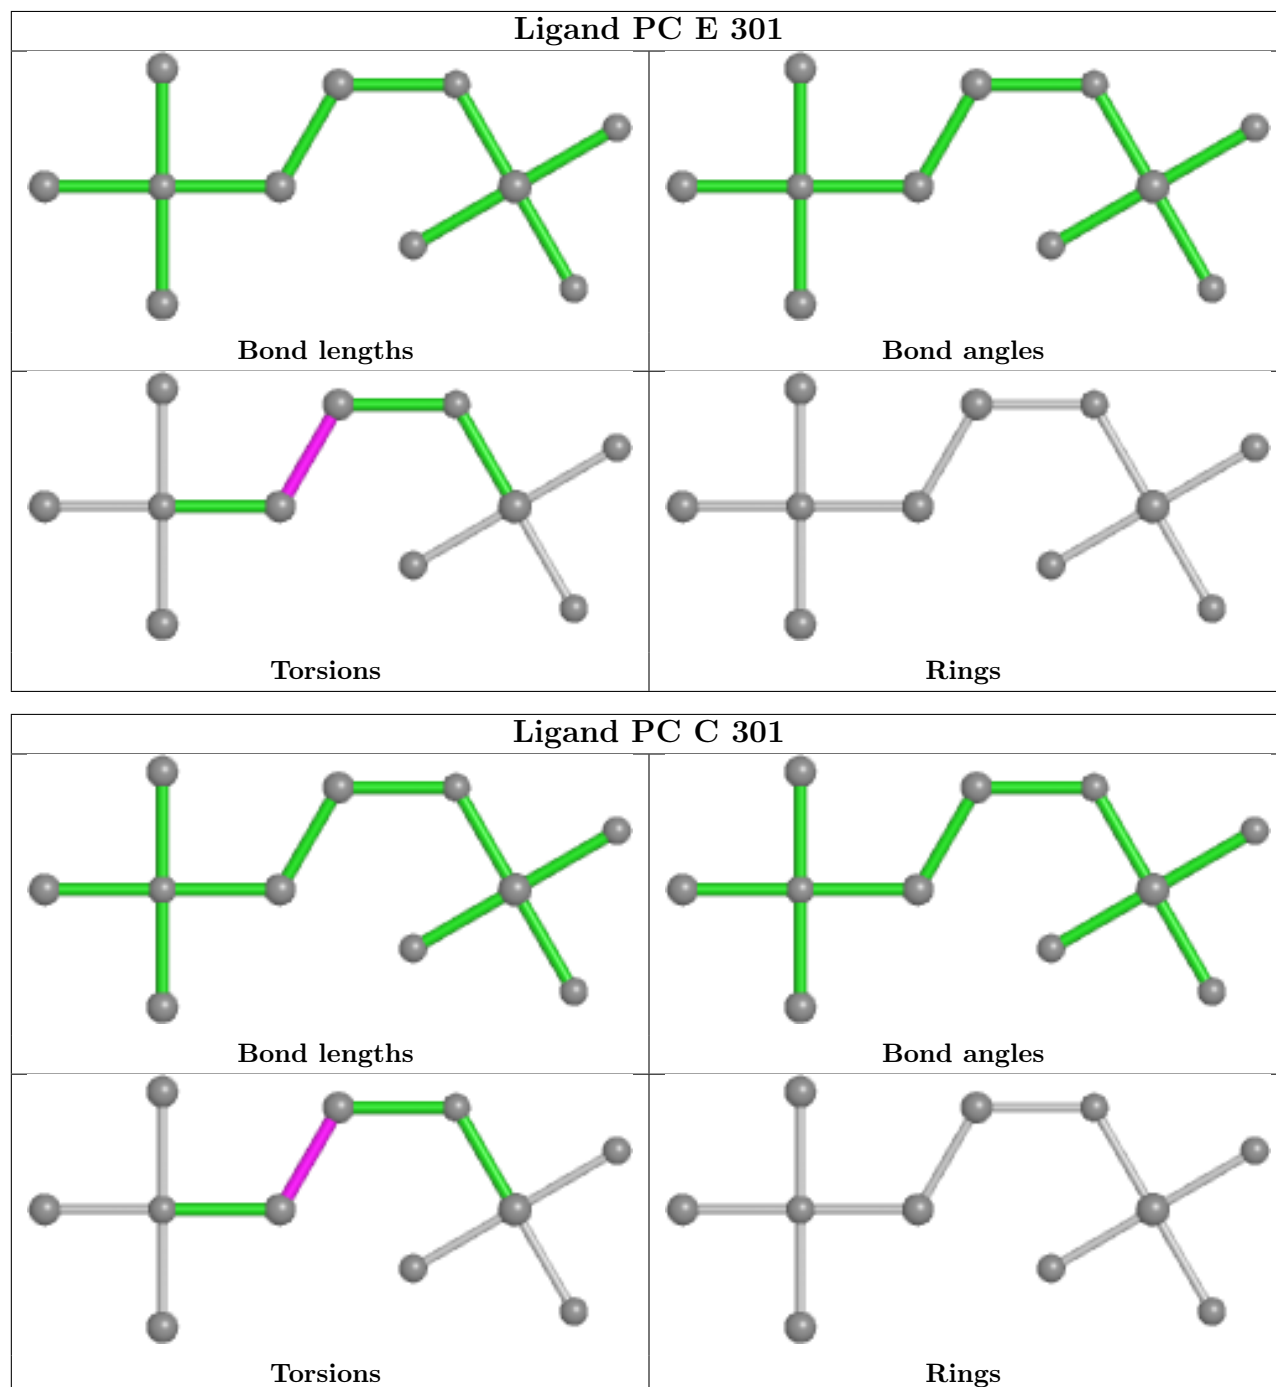 Ligand PC E 301
Bond lengths
Bond angles
Torsions
Rings
Ligand PC C 301
Bond lengths
Bond angles
Torsions
Rings